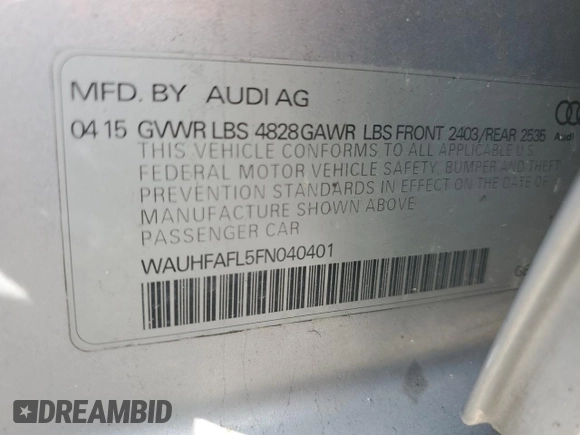 MFD. BY AUDI AG
04 15 GVWR LBS 4828 GAWR LBS FRONT 2403/REAR 2535
THIS VEHICLE CONFORMS TO ALL APPLICABLE U.S.
FEDERAL MOTOR VEHICLE SAFETY, BUMPER AND THEFT
PREVENTION STANDARDS IN EFFECT ON THE DATE OF
MANUFACTURE SHOWN ABOVE
PASSENGER CAR
WAUHFAFL5FN040401
Audi
DREAMBID